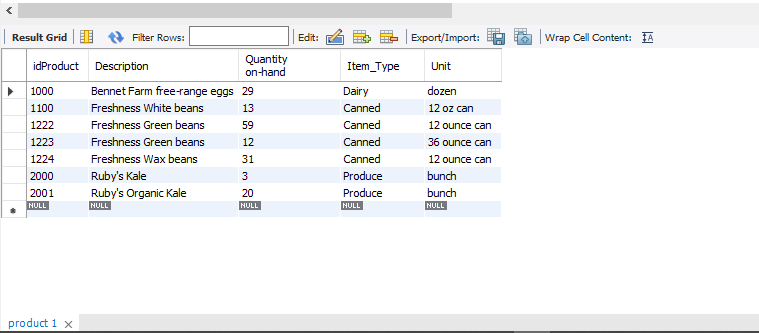 Result Grid Filter Rows: Edit: Export/Import: Wrap Cell Content:
idProduct Description Quantity on-hand Item_Type Unit
1000 Bennet Farm free-range eggs 29 Dairy dozen
1100 Freshness White beans 13 Canned 12 oz can
1222 Freshness Green beans 59 Canned 12 ounce can
1223 Freshness Green beans 12 Canned 36 ounce can
1224 Freshness Wax beans 31 Canned 12 ounce can
2000 Ruby's Kale 3 Produce bunch
2001 Ruby's Organic Kale 20 Produce bunch
NULL NULL NULL NULL NULL
product 1